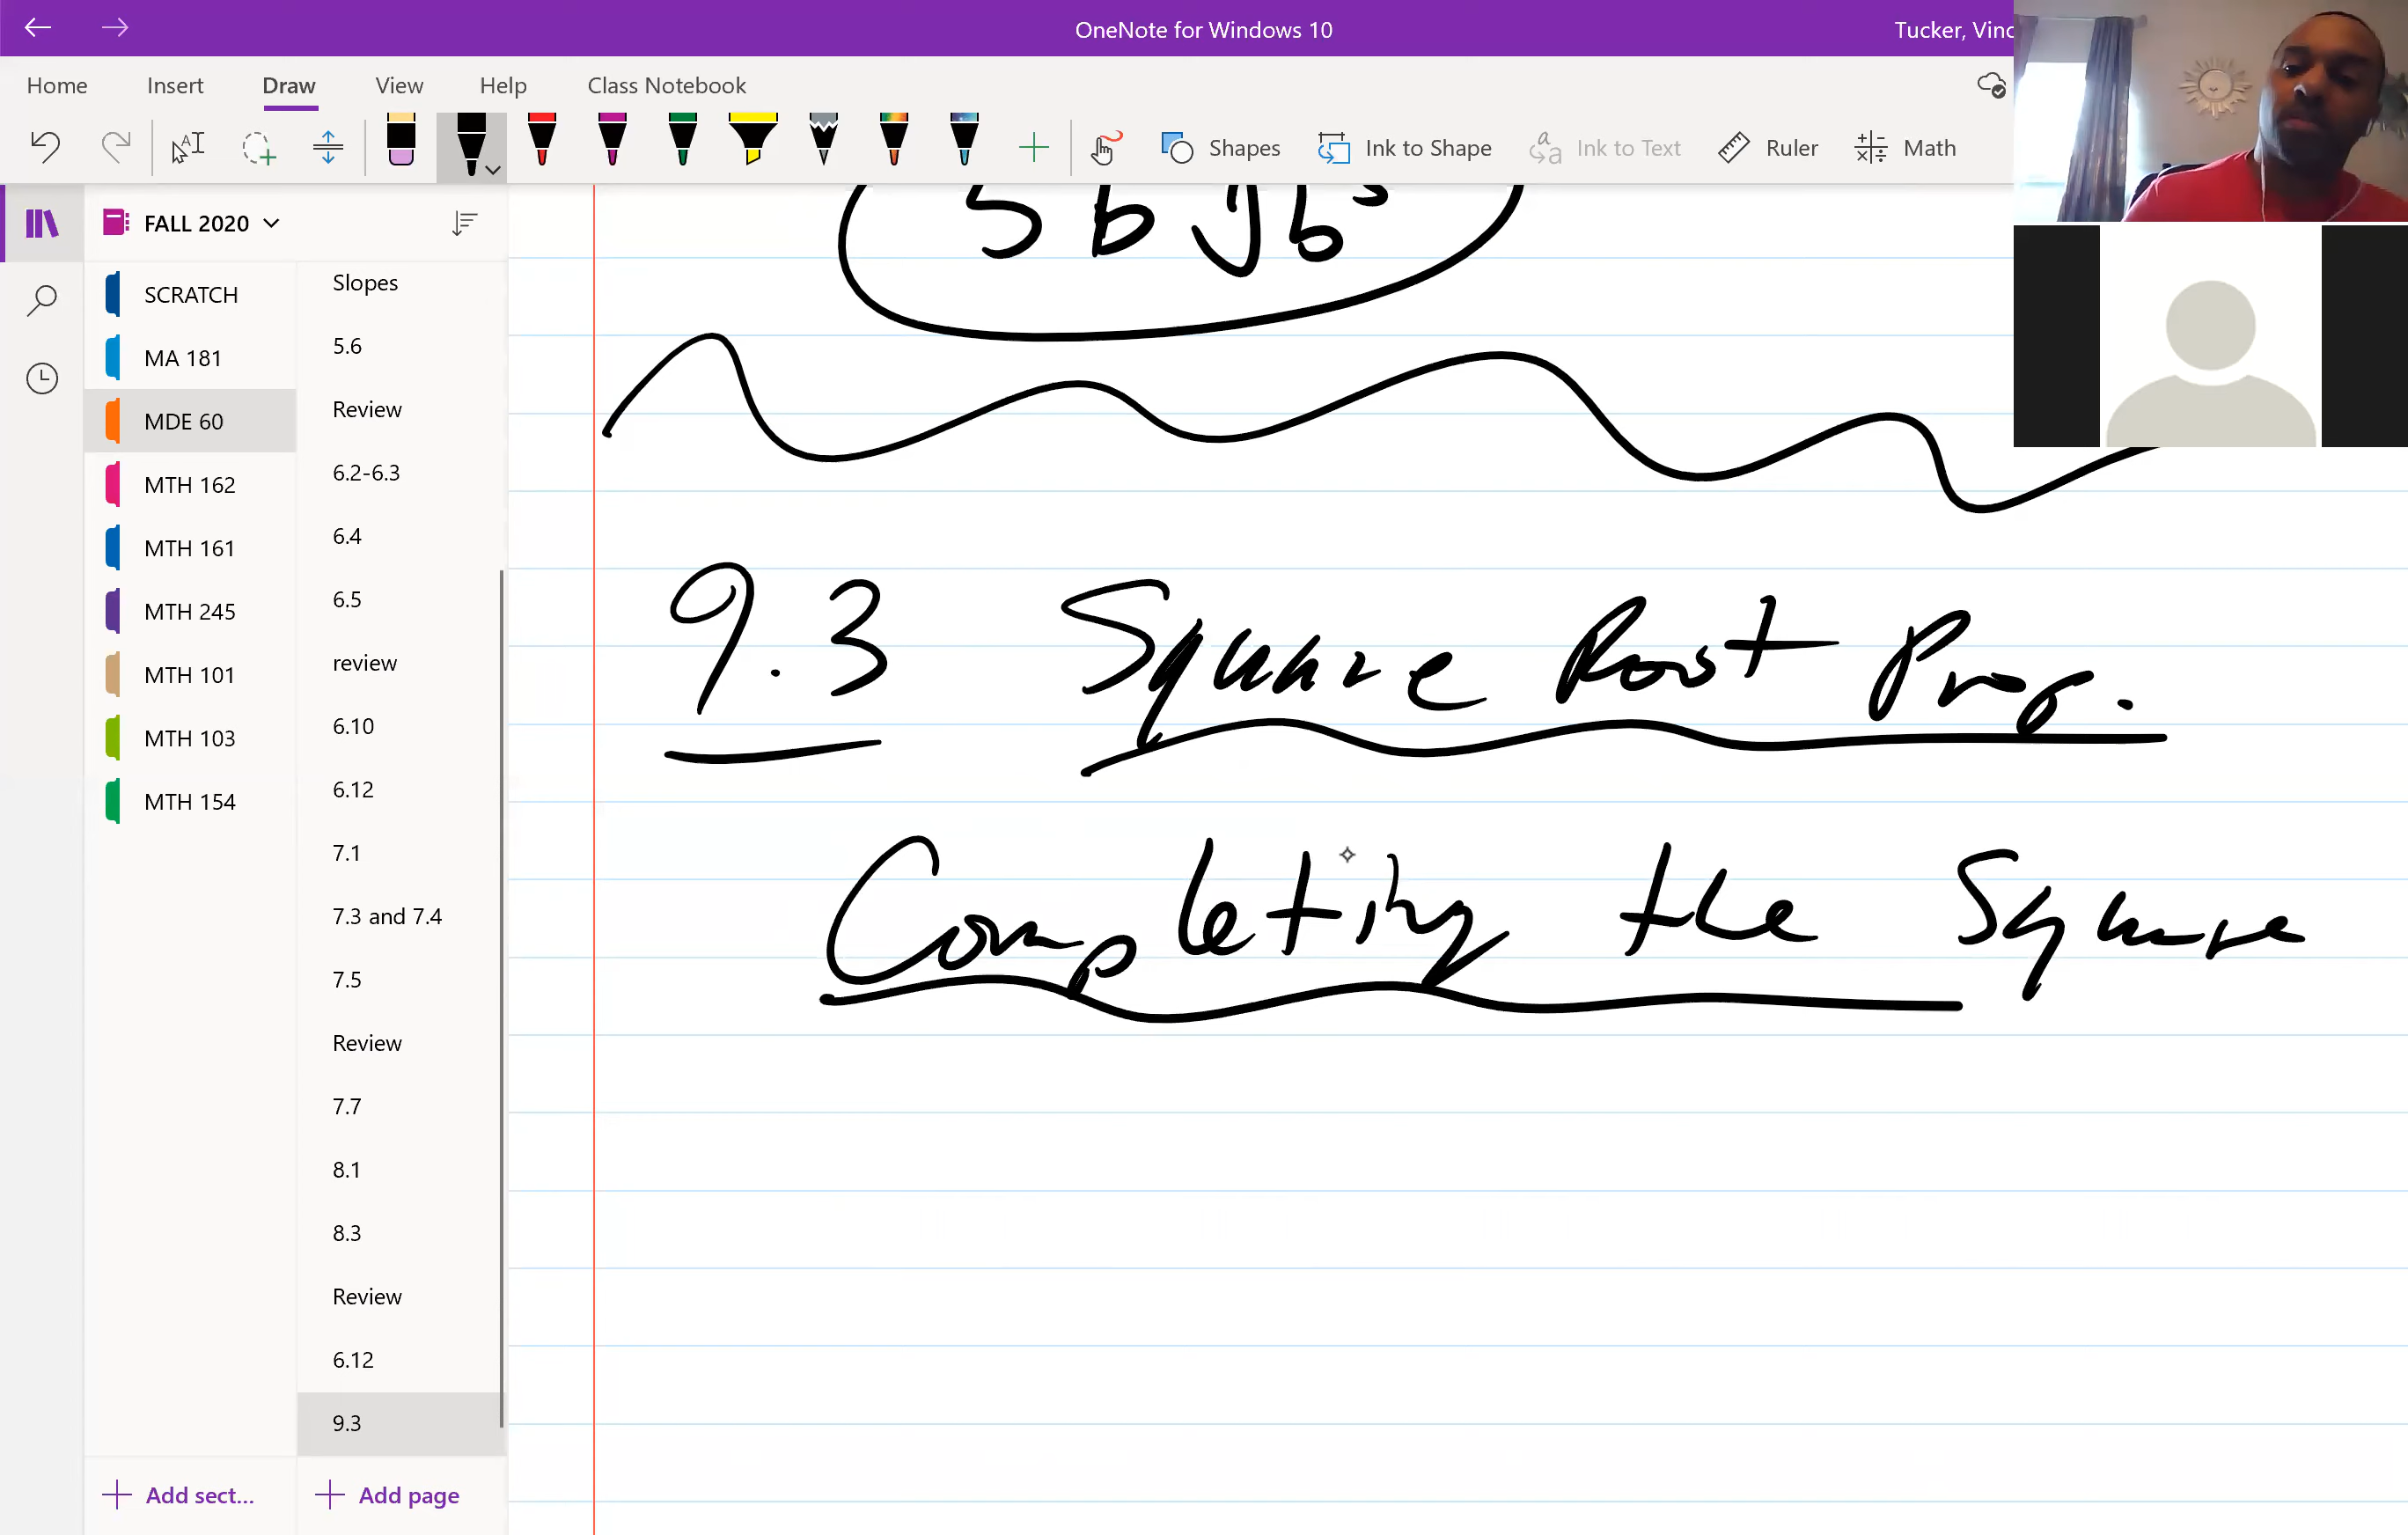 OneNote for Windows 10
Tucker, Vinc
Home Insert Draw View Help Class Notebook
Shapes Ink to Shape Ink to Text Ruler Math
FALL 2020
SCRATCH
MA 181
MDE 60
MTH 162
MTH 161
MTH 245
MTH 101
MTH 103
MTH 154
Add sect...
Slopes
5.6
Review
6.2-6.3
6.4
6.5
review
6.10
6.12
7.1
7.3 and 7.4
7.5
Review
7.7
8.1
8.3
Review
6.12
9.3
Add page
9.3 Square Root Prop.
Completing the Square